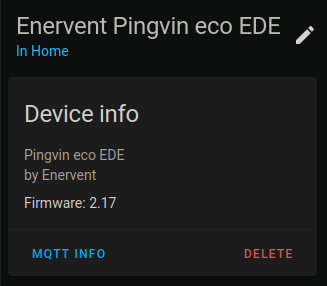 Enervent Pingvin eco EDE
In Home
Device info
Pingvin eco EDE
by Enervent
Firmware: 2.17
MQTT INFO
DELETE